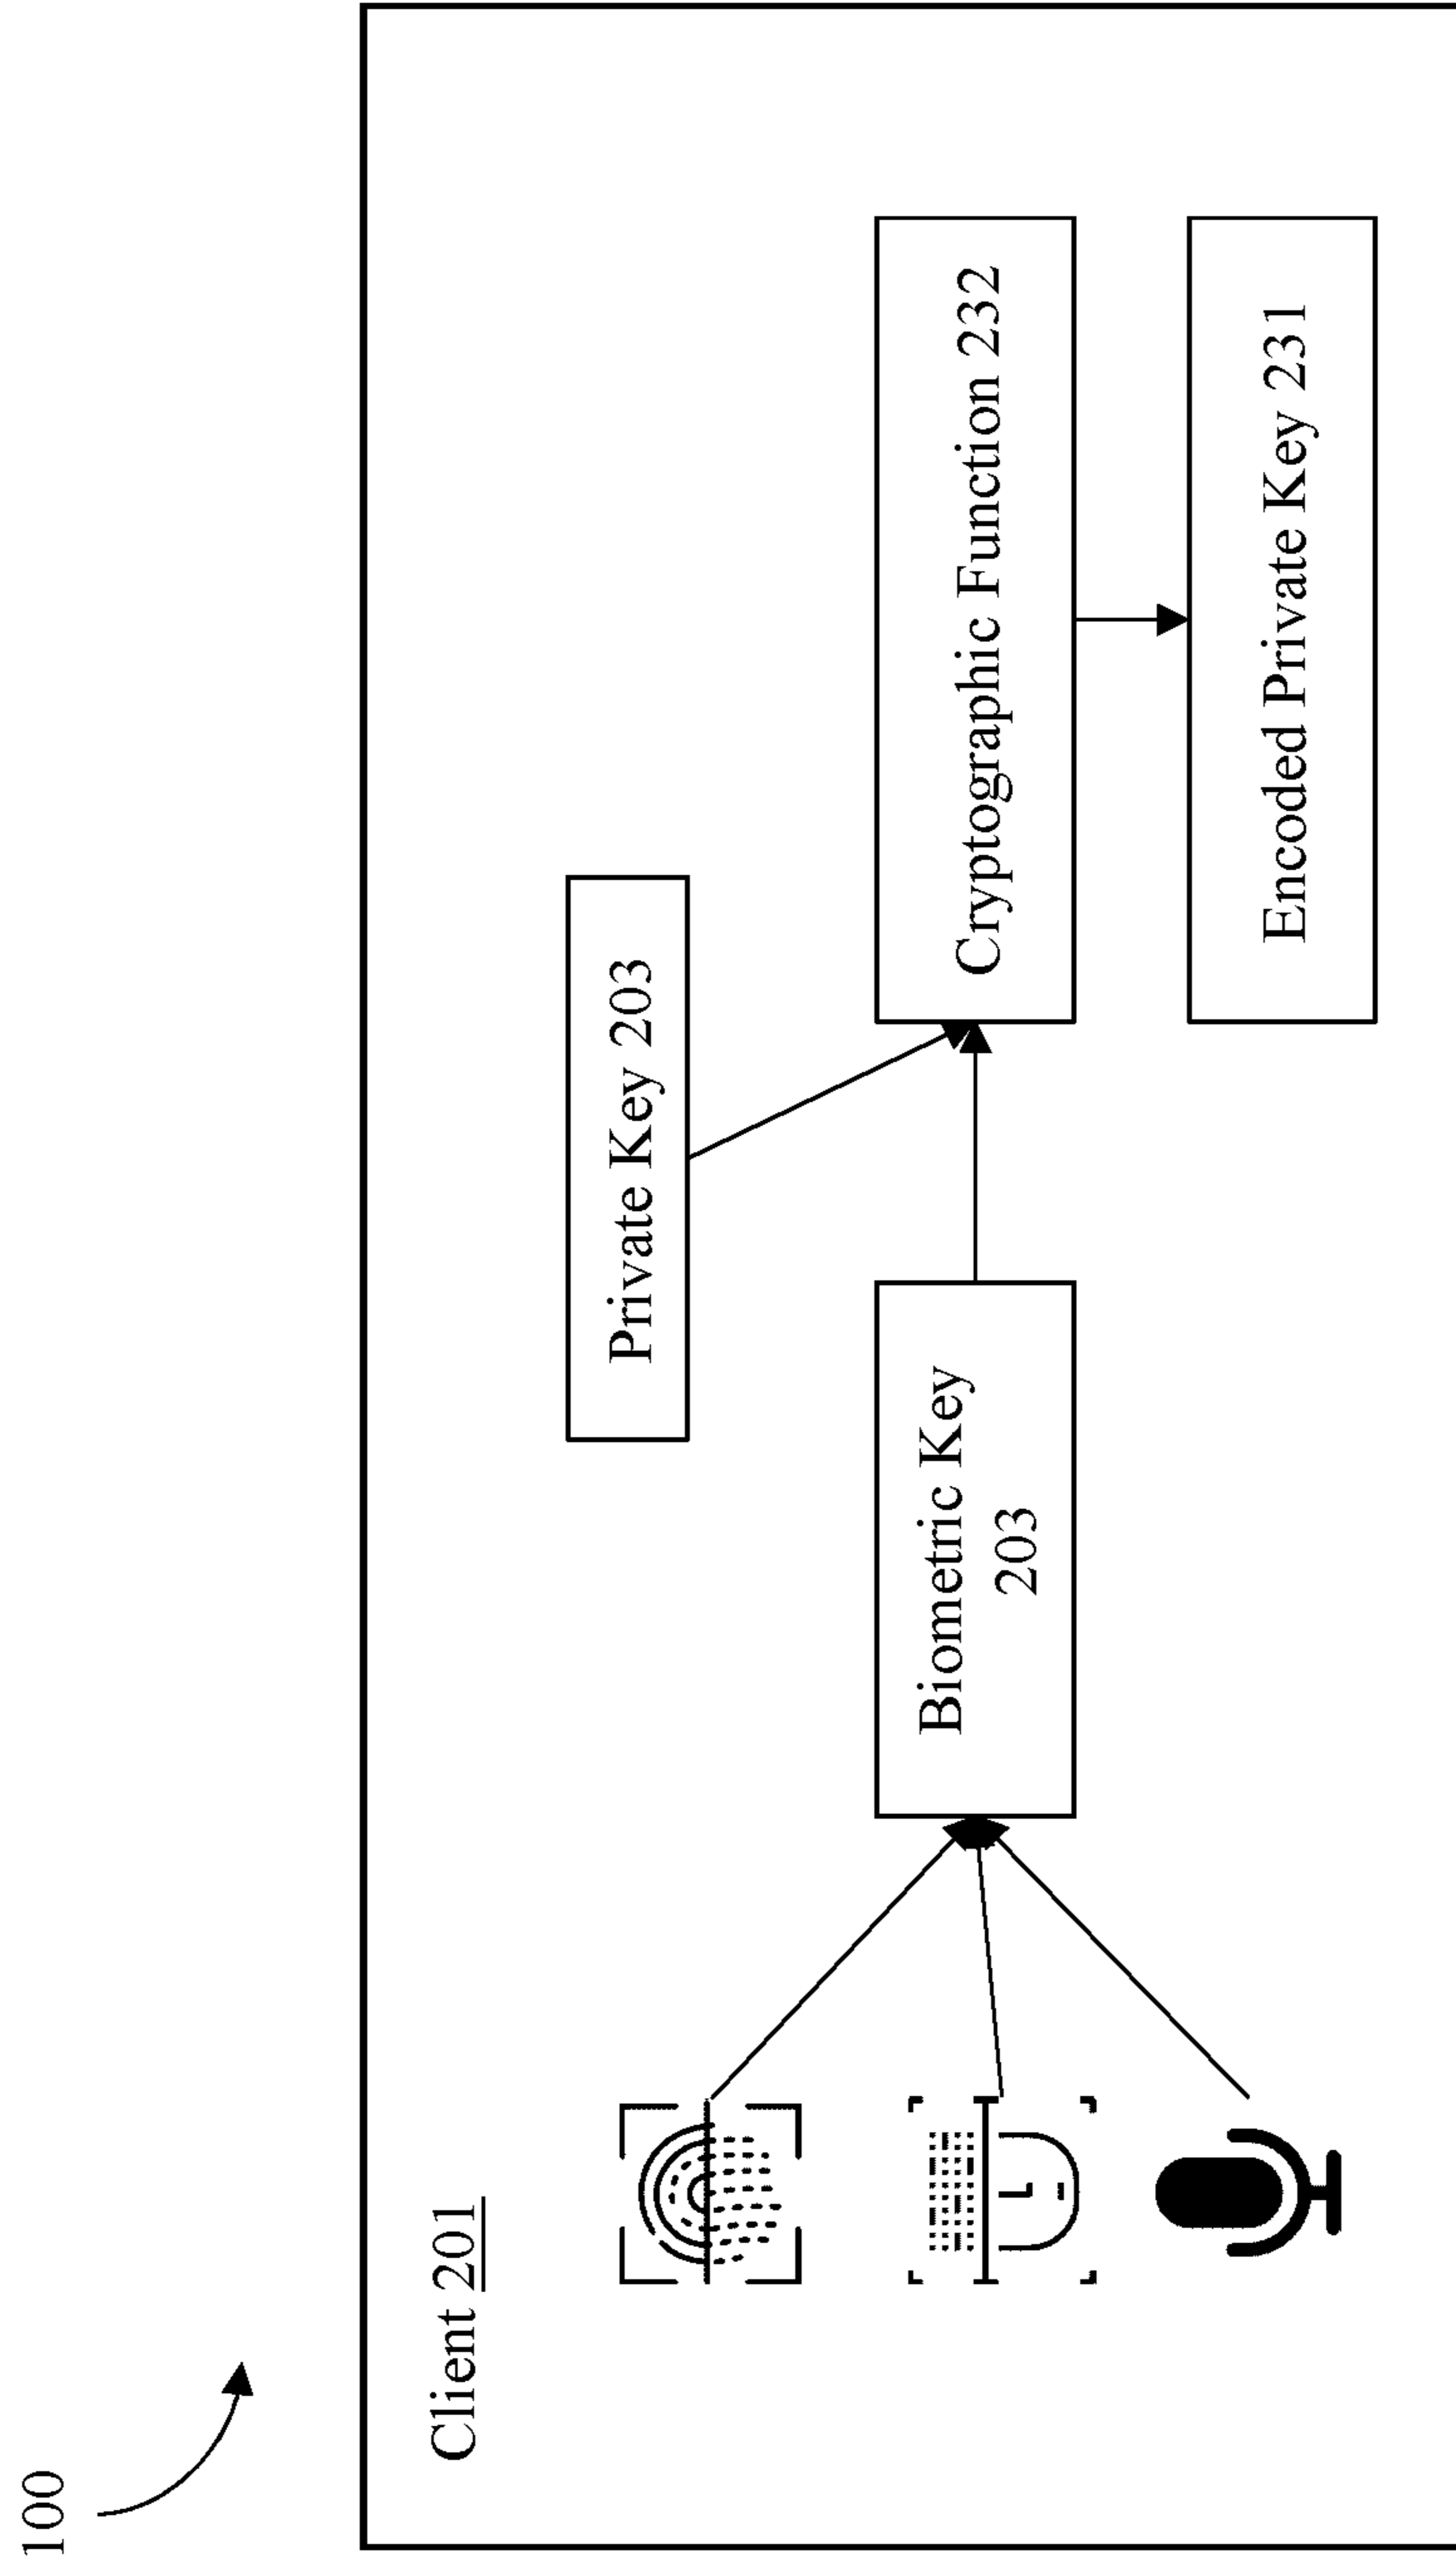 100
Client 201
Private Key 203
Biometric Key
203
Cryptographic Function 232
Encoded Private Key 231